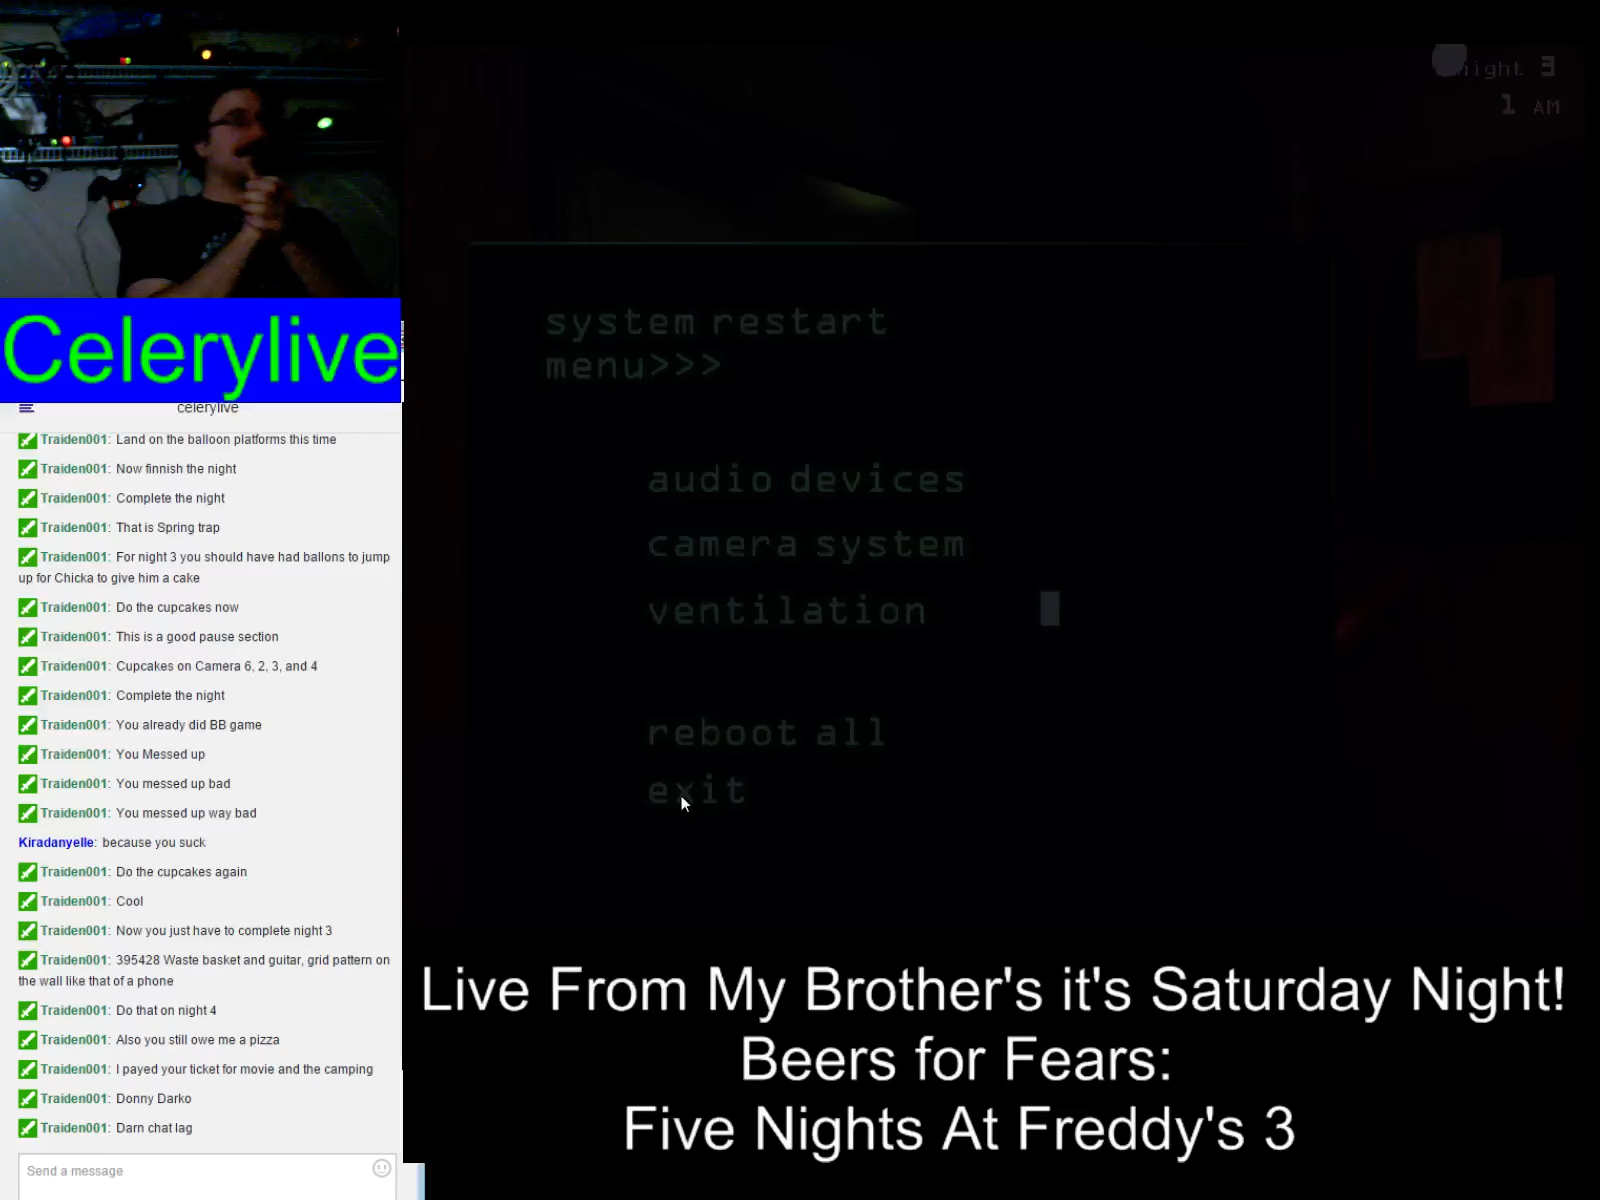 Celerylive
celerylive
Traiden001: Land on the balloon platforms this time
Traiden001: Now finnish the night
Traiden001: Complete the night
Traiden001: That is Spring trap
Traiden001: For night 3 you should have had ballons to jump
up for Chicka to give him a cake
Traiden001: Do the cupcakes now
Traiden001: This is a good pause section
Traiden001: Cupcakes on Camera 6, 2, 3, and 4
Traiden001: Complete the night
Traiden001: You already did BB game
Traiden001: You Messed up
Traiden001: You messed up bad
Traiden001: You messed up way bad
Kiradanyelle: because you suck
Traiden001: Do the cupcakes again
Traiden001: Cool
Traiden001: Now you just have to complete night 3
Traiden001: 395428 Waste basket and guitar, grid pattern on
the wall like that of a phone
Traiden001: Do that on night 4
Traiden001: Also you still owe me a pizza
Traiden001: I payed your ticket for movie and the camping
Traiden001: Donny Darko
Traiden001: Darn chat lag
Send a message
night 3
1 AM
system restart
menu>>>
audio devices
camera system
ventilation
reboot all
exit
Live From My Brother's it's Saturday Night!
Beers for Fears:
Five Nights At Freddy's 3